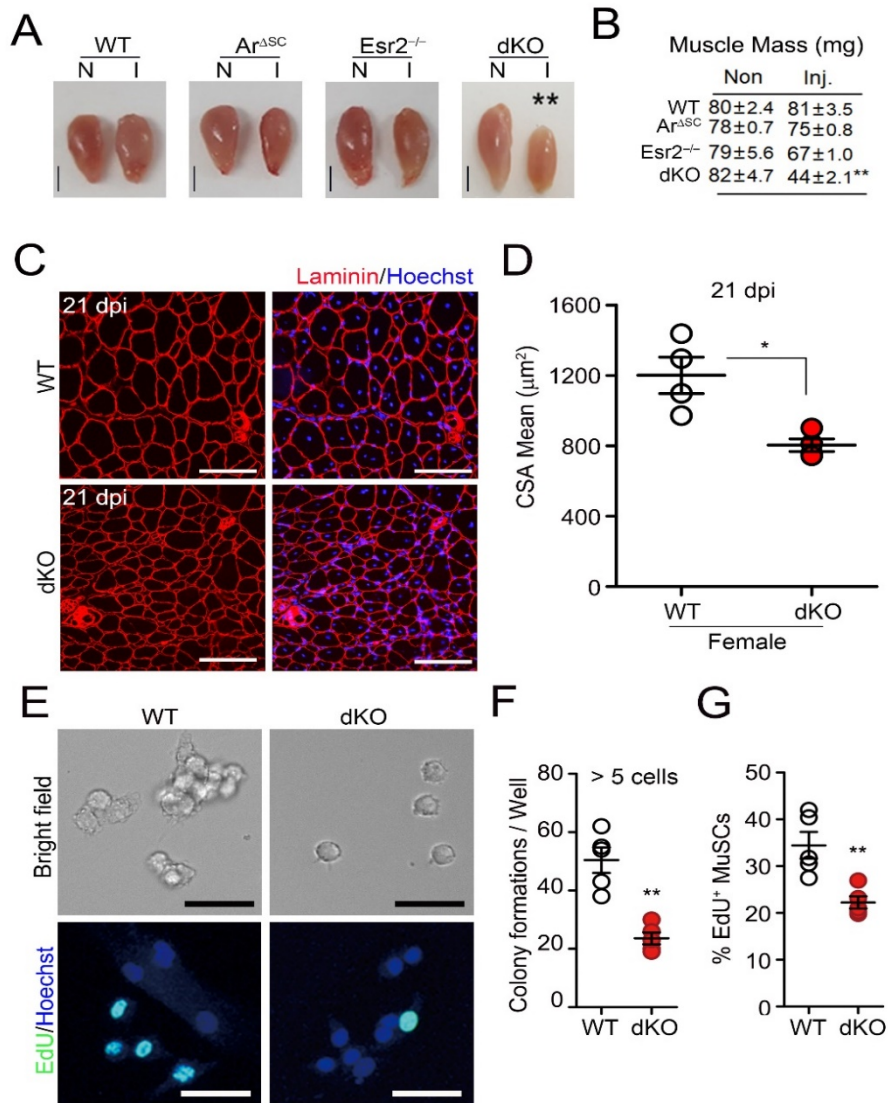 A
WT ArΔSC Esr2⁻/⁻ dKO
N I N I N I N I
**
B
Muscle Mass (mg)
Non Inj.
WT 80±2.4 81±3.5
ArΔSC 78±0.7 75±0.8
Esr2⁻/⁻ 79±5.6 67±1.0
dKO 82±4.7 44±2.1**
C
Laminin/Hoechst
21 dpi
WT
21 dpi
dKO
D
21 dpi
CSA Mean (μm²)
1600
1200
800
400
0
*
WT dKO
Female
E
WT dKO
Bright field
EdU/Hoechst
F
> 5 cells
Colony formations / Well
80
60
40
20
0
**
WT dKO
G
% EdU⁺ MuSCs
50
40
30
20
10
0
**
WT dKO